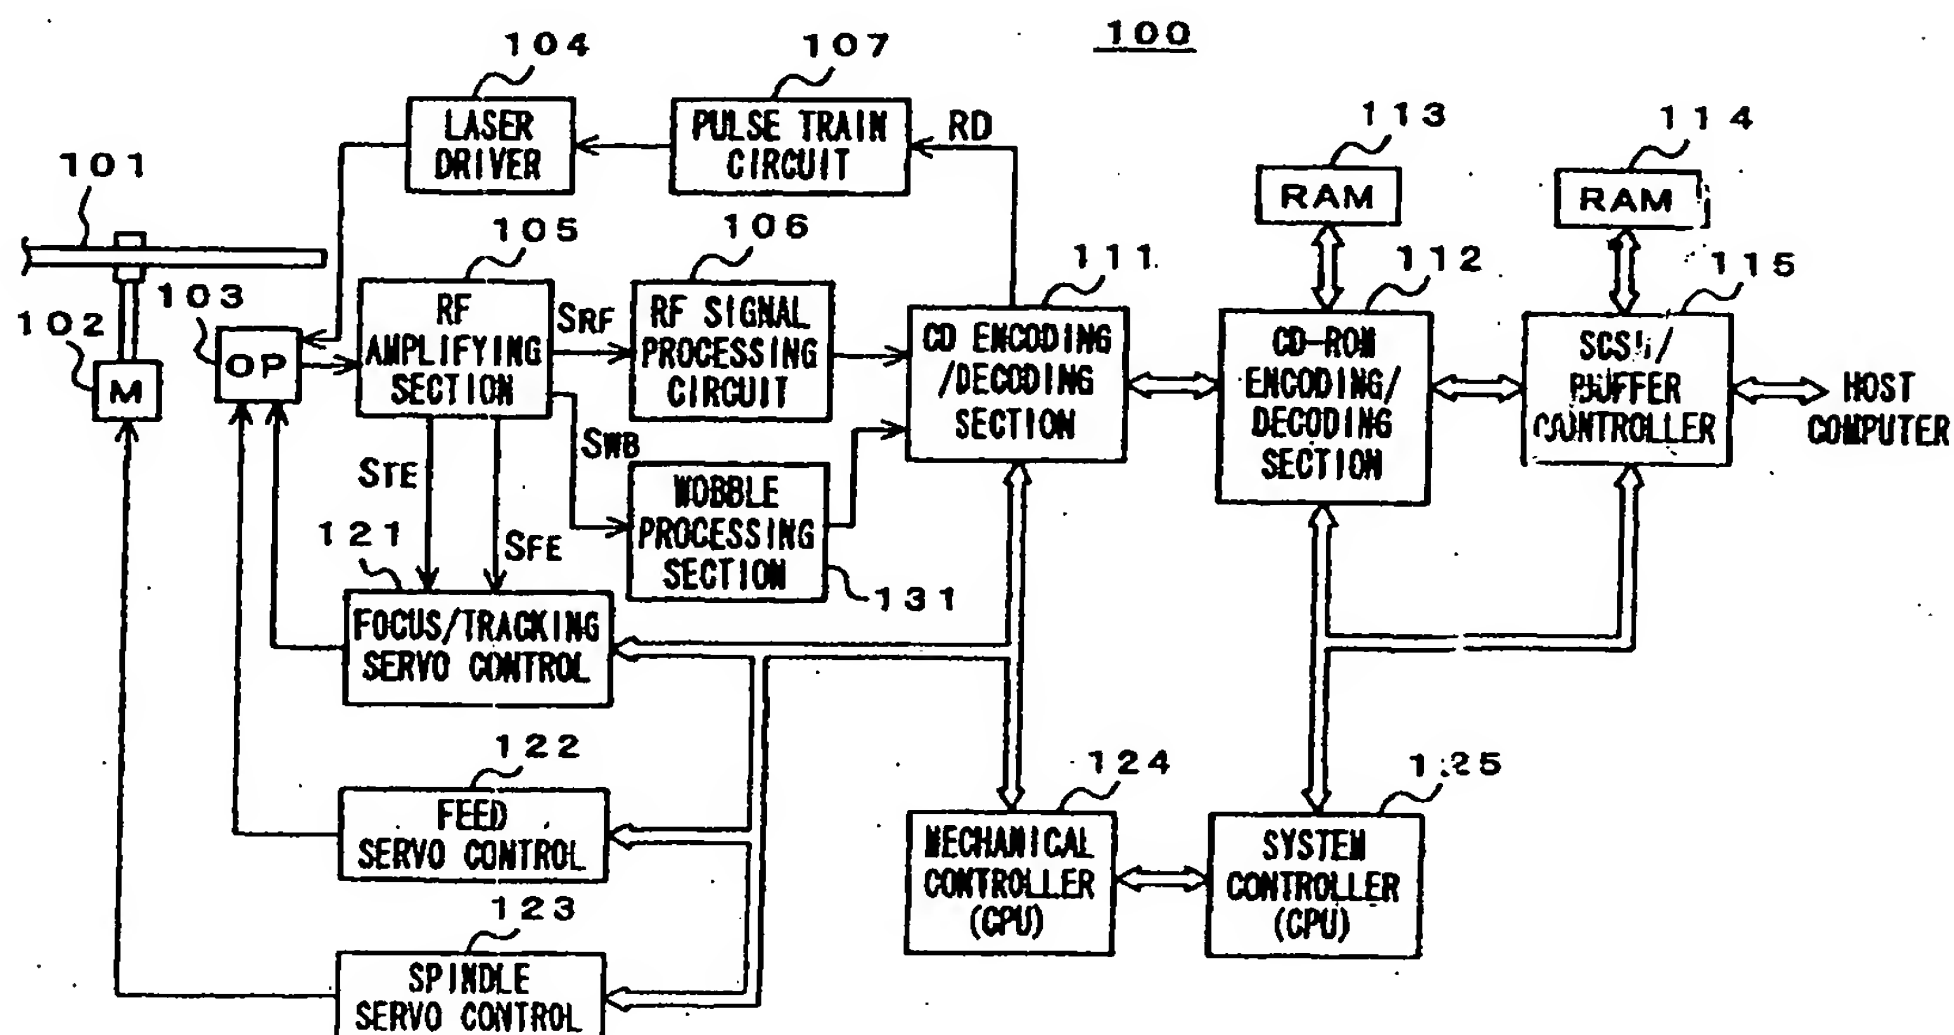 100
104
107
LASER
DRIVER
PULSE TRAIN
CIRCUIT
RD
113
114
RAM
RAM
101
105
106
111
112
115
103
102
M
OP
RF
AMPLIFYING
SECTION
SRF
RF SIGNAL
PROCESSING
CIRCUIT
CD ENCODING
/DECODING
SECTION
CD-ROM
ENCODING/
DECODING
SECTION
SCSI/
BUFFER
CONTROLLER
HOST
COMPUTER
STE
SFE
SWB
WOBBLE
PROCESSING
SECTION
131
121
FOCUS/TRACKING
SERVO CONTROL
122
FEED
SERVO CONTROL
123
SPINDLE
SERVO CONTROL
124
MECHANICAL
CONTROLLER
(CPU)
125
SYSTEM
CONTROLLER
(CPU)